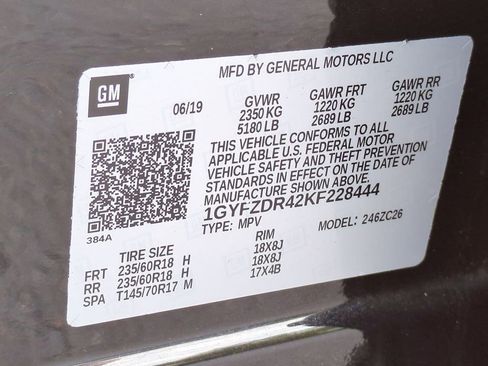 MFD BY GENERAL MOTORS LLC
GM
06/19 GVWR GAWR FRT GAWR RR
2350 KG 1220 KG 1220 KG
5180 LB 2689 LB 2689 LB
THIS VEHICLE CONFORMS TO ALL
APPLICABLE U.S. FEDERAL MOTOR
VEHICLE SAFETY AND THEFT PREVENTION
STANDARDS IN EFFECT ON THE DATE OF
MANUFACTURE SHOWN ABOVE.
1GYFZDR42KF228444
TYPE: MPV MODEL: 246ZC26
384A
TIRE SIZE RIM
FRT 235/60R18 H 18X8J
RR 235/60R18 H 18X8J
SPA T145/70R17 M 17X4B